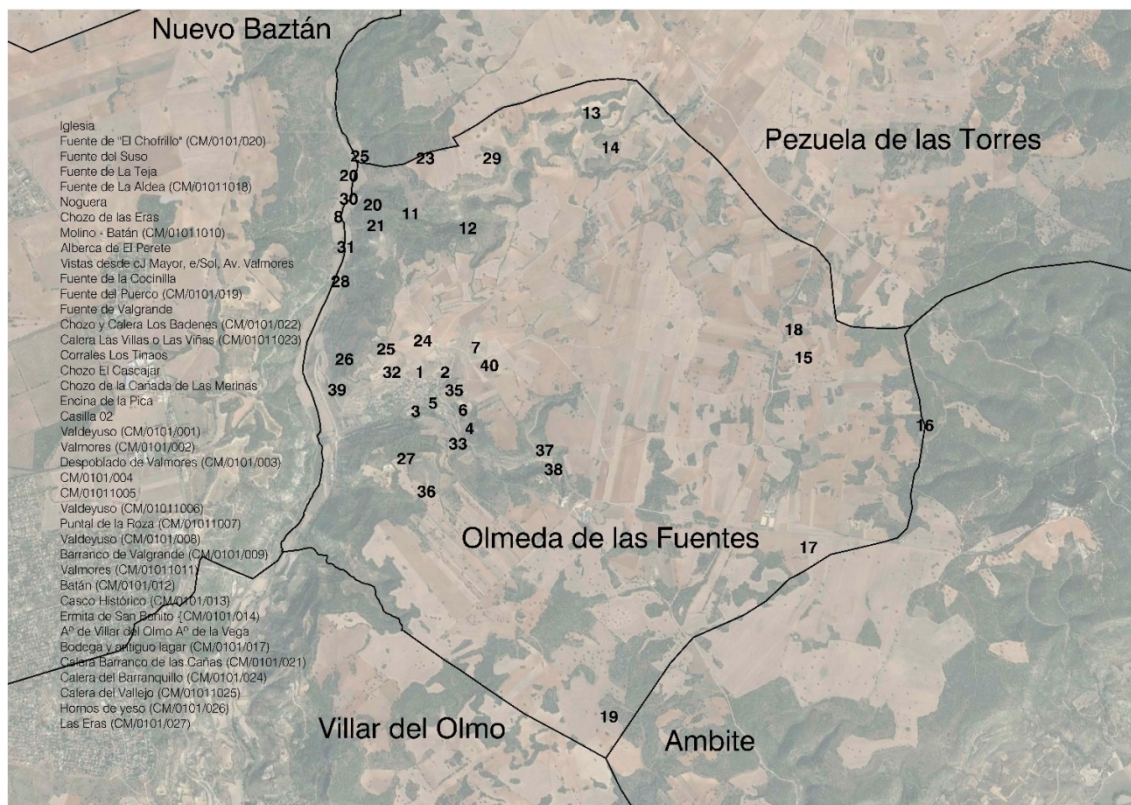 Nuevo Baztán
Pezuela de las Torres
Iglesia
Fuente de "El Chofrillo" (CM/0101/020)
Fuente del Suso
Fuente de La Teja
Fuente de La Aldea (CM/01011018)
Noguera
Chozo de las Eras
Molino - Batán (CM/01011010)
Alberca de El Perete
Vistas desde cJ Mayor, e/Sol, Av. Valmores
Fuente de la Cocinilla
Fuente del Puerco (CM/0101/019)
Fuente de Valgrande
Chozo y Calera Los Badenes (CM/0101/022)
Calera Las Villas o Las Viñas (CM/01011023)
Corrales Los Tinaos
Chozo El Cascajar
Chozo de la Cañada de Las Merinas
Encina de la Pica
Casilla 02
Valdeyuso (CM/0101/001)
Valmores (CM/0101/002)
Despoblado de Valmores (CM/0101/003)
CM/0101/004
CM/01011005
Valdeyuso (CM/01011006)
Puntal de la Roza (CM/01011007)
Valdeyuso (CM/0101/008)
Barranco de Valgrande (CM/0101/009)
Valmores (CM/01011011)
Batán (CM/0101/012)
Casco Histórico (CM/0101/013)
Ermita de San Benito {CM/0101/014)
Aº de Villar del Olmo Aº de la Vega
Bodega y antiguo lagar (CM/0101/017)
Calera Barranco de las Cañas (CM/0101/021)
Calera del Barranquillo (CM/0101/024)
Calera del Vallejo (CM/01011025)
Hornos de yeso (CM/0101/026)
Las Eras (CM/0101/027)
13
14
25
23
29
20
30
20
8
11
21
12
31
28
18
24
25
7
26
15
40
32
1
2
39
35
5
3
6
16
4
33
37
27
38
36
Olmeda de las Fuentes
17
19
Villar del Olmo
Ambite